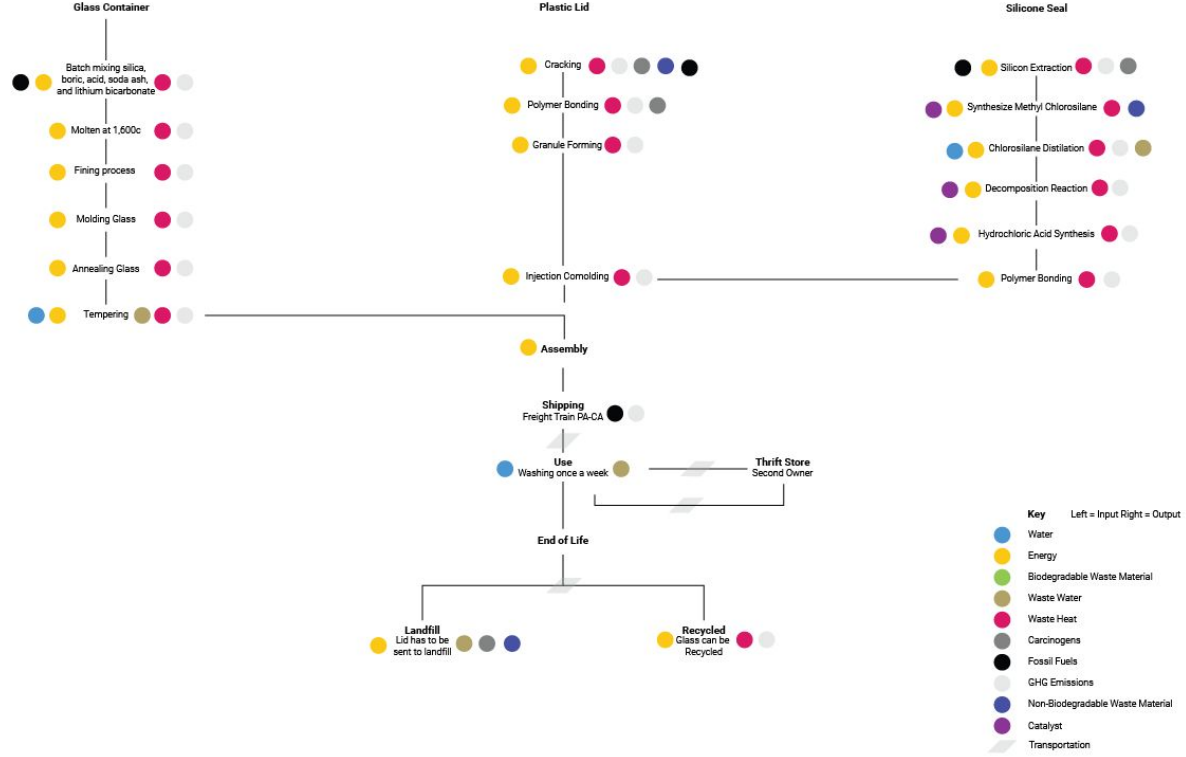 Glass Container
Plastic Lid
Silicone Seal
Batch mixing silica,
boric, acid, soda ash,
and lithium bicarbonate
Molten at 1,600c
Fining process
Molding Glass
Annealing Glass
Tempering
Cracking
Polymer Bonding
Granule Forming
Injection Comolding
Silicon Extraction
Synthesize Methyl Chlorosilane
Chlorosilane Distilation
Decomposition Reaction
Hydrochloric Acid Synthesis
Polymer Bonding
Assembly
Shipping
Freight Train PA-CA
Use
Washing once a week
Thrift Store
Second Owner
End of Life
Landfill
Lid has to be
sent to landfill
Recycled
Glass can be
Recycled
Key Left = Input Right = Output
Water
Energy
Biodegradable Waste Material
Waste Water
Waste Heat
Carcinogens
Fossil Fuels
GHG Emissions
Non-Biodegradable Waste Material
Catalyst
Transportation